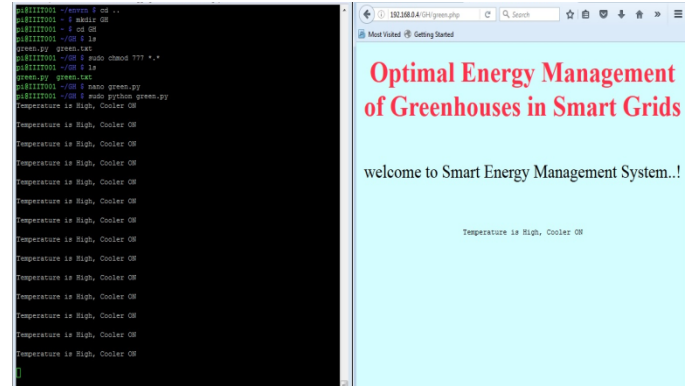 pi@IIIT001 ~/envrn $ cd ..
pi@IIIT001 ~ $ mkdir GH
pi@IIIT001 ~ $ cd GH
pi@IIIT001 ~/GH $ ls
green.py green.txt
pi@IIIT001 ~/GH $ sudo chmod 777 *.*
pi@IIIT001 ~/GH $ ls
green.py green.txt
pi@IIIT001 ~/GH $ nano green.py
pi@IIIT001 ~/GH $ sudo python green.py
Temperature is High, Cooler ON
Temperature is High, Cooler ON
Temperature is High, Cooler ON
Temperature is High, Cooler ON
Temperature is High, Cooler ON
Temperature is High, Cooler ON
Temperature is High, Cooler ON
Temperature is High, Cooler ON
Temperature is High, Cooler ON
Temperature is High, Cooler ON
Temperature is High, Cooler ON
Temperature is High, Cooler ON
Temperature is High, Cooler ON
Temperature is High, Cooler ON
192.168.0.4/GH/green.php
Search
Most Visited Getting Started
Optimal Energy Management
of Greenhouses in Smart Grids
welcome to Smart Energy Management System..!
Temperature is High, Cooler ON